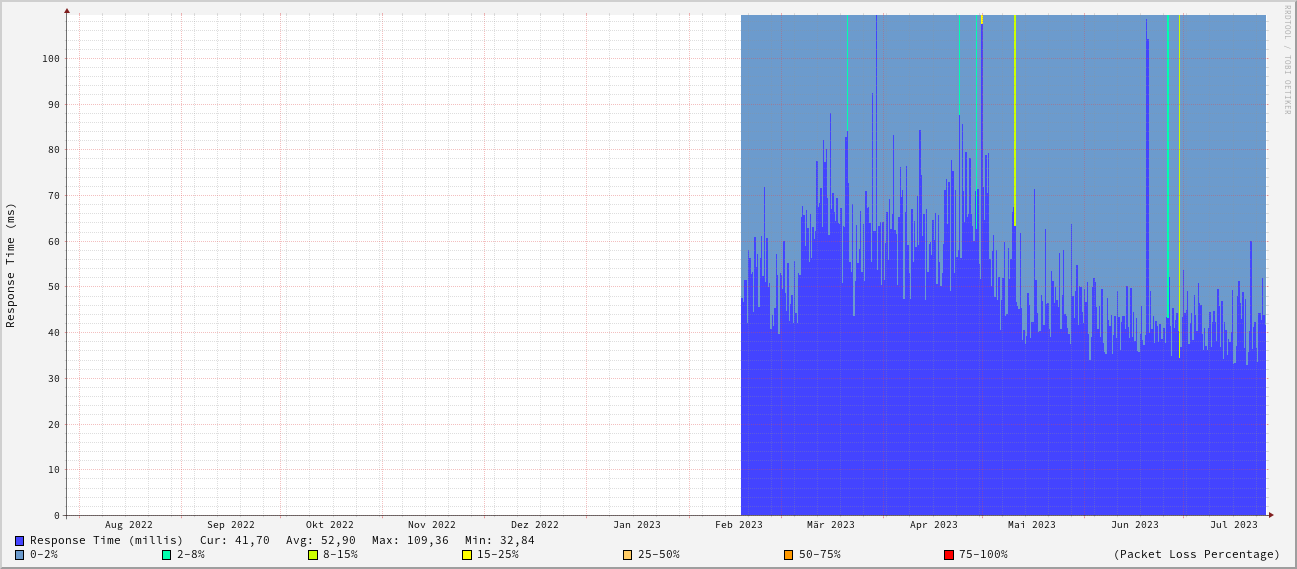 RRDTOOL / TOBI OETIKER
Response Time (ms)
100
90
80
70
60
50
40
30
20
10
0
Aug 2022 Sep 2022 Okt 2022 Nov 2022 Dez 2022 Jan 2023 Feb 2023 Mär 2023 Apr 2023 Mai 2023 Jun 2023 Jul 2023
Response Time (millis) Cur: 41,70 Avg: 52,90 Max: 109,36 Min: 32,84
0-2% 2-8% 8-15% 15-25% 25-50% 50-75% 75-100% (Packet Loss Percentage)